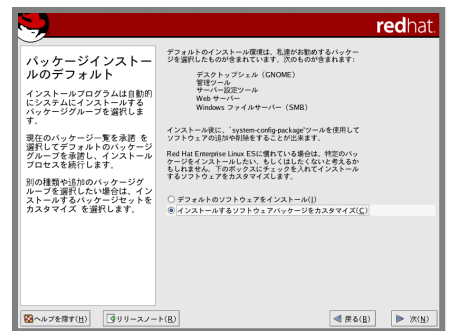 redhat.
パッケージインストー
ルのデフォルト
インストールプログラムは自動的
にシステムにインストールする
パッケージグループを選択しま
す。
現在のパッケージ一覧を承諾 を
選択してデフォルトのパッケージ
グループを承諾し、インストール
プロセスを続行します。
別の種類や追加のパッケージグ
ループを選択したい場合は、イン
ストールするパッケージセットを
カスタマイズ を選択します。
デフォルトのインストール環境は、私達がお勧めするパッケー
ジを選択したものが含まれています。次のものが含まれます:
デスクトップシェル（GNOME）
管理ツール
サーバー設定ツール
Web サーバー
Windows ファイルサーバー（SMB）
インストール後に、'system-config-package'ツールを使用して
ソフトウェアの追加や削除をすることが出来ます。
Red Hat Enterprise Linux ESに慣れている場合は、特定のパッ
ケージをインストールしたい、もしくはしたくないと考えるか
もしれません。下のボックスにチェックを入れてインストール
するソフトウェアをカスタマイズします。
デフォルトのソフトウェアをインストール(I)
インストールするソフトウェアパッケージをカスタマイズ(C)
ヘルプを隠す(H)
リリースノート(R)
戻る(B)
次(N)